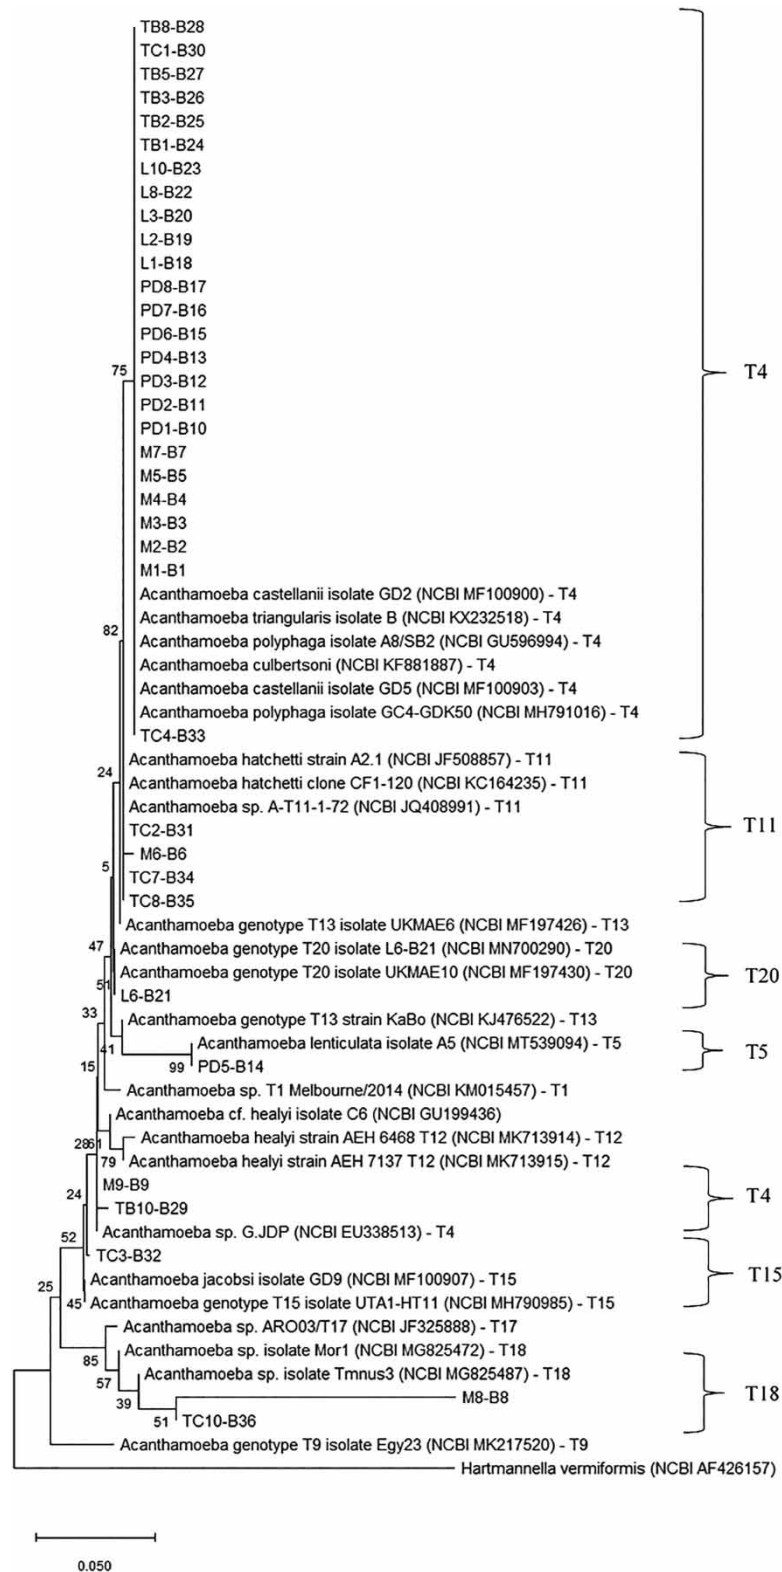 TB8-B28
TC1-B30
TB5-B27
TB3-B26
TB2-B25
TB1-B24
L10-B23
L8-B22
L3-B20
L2-B19
L1-B18
PD8-B17
PD7-B16
PD6-B15
PD4-B13
75
PD3-B12
T4
PD2-B11
PD1-B10
M7-B7
M5-B5
M4-B4
M3-B3
M2-B2
M1-B1
Acanthamoeba castellanii isolate GD2 (NCBI MF100900) - T4
Acanthamoeba triangularis isolate B (NCBI KX232518) - T4
82
Acanthamoeba polyphaga isolate A8/SB2 (NCBI GU596994) - T4
Acanthamoeba culbertsoni (NCBI KF881887) - T4
Acanthamoeba castellanii isolate GD5 (NCBI MF100903) - T4
Acanthamoeba polyphaga isolate GC4-GDK50 (NCBI MH791016) - T4
TC4-B33
Acanthamoeba hatchetti strain A2.1 (NCBI JF508857) - T11
24
Acanthamoeba hatchetti clone CF1-120 (NCBI KC164235) - T11
Acanthamoeba sp. A-T11-1-72 (NCBI JQ408991) - T11
T11
TC2-B31
M6-B6
5
TC7-B34
TC8-B35
Acanthamoeba genotype T13 isolate UKMAE6 (NCBI MF197426) - T13
47
Acanthamoeba genotype T20 isolate L6-B21 (NCBI MN700290) - T20
Acanthamoeba genotype T20 isolate UKMAE10 (NCBI MF197430) - T20
T20
51
L6-B21
33
Acanthamoeba genotype T13 strain KaBo (NCBI KJ476522) - T13
Acanthamoeba lenticulata isolate A5 (NCBI MT539094) - T5
T5
41
99
PD5-B14
15
Acanthamoeba sp. T1 Melbourne/2014 (NCBI KM015457) - T1
Acanthamoeba cf. healyi isolate C6 (NCBI GU199436)
Acanthamoeba healyi strain AEH 6468 T12 (NCBI MK713914) - T12
28
61
79
Acanthamoeba healyi strain AEH 7137 T12 (NCBI MK713915) - T12
M9-B9
24
TB10-B29
T4
Acanthamoeba sp. G.JDP (NCBI EU338513) - T4
52
TC3-B32
25
Acanthamoeba jacobsi isolate GD9 (NCBI MF100907) - T15
T15
45
Acanthamoeba genotype T15 isolate UTA1-HT11 (NCBI MH790985) - T15
Acanthamoeba sp. ARO03/T17 (NCBI JF325888) - T17
Acanthamoeba sp. isolate Mor1 (NCBI MG825472) - T18
85
Acanthamoeba sp. isolate Tmnus3 (NCBI MG825487) - T18
57
M8-B8
T18
39
51
TC10-B36
Acanthamoeba genotype T9 isolate Egy23 (NCBI MK217520) - T9
Hartmannella vermiformis (NCBI AF426157)
0.050